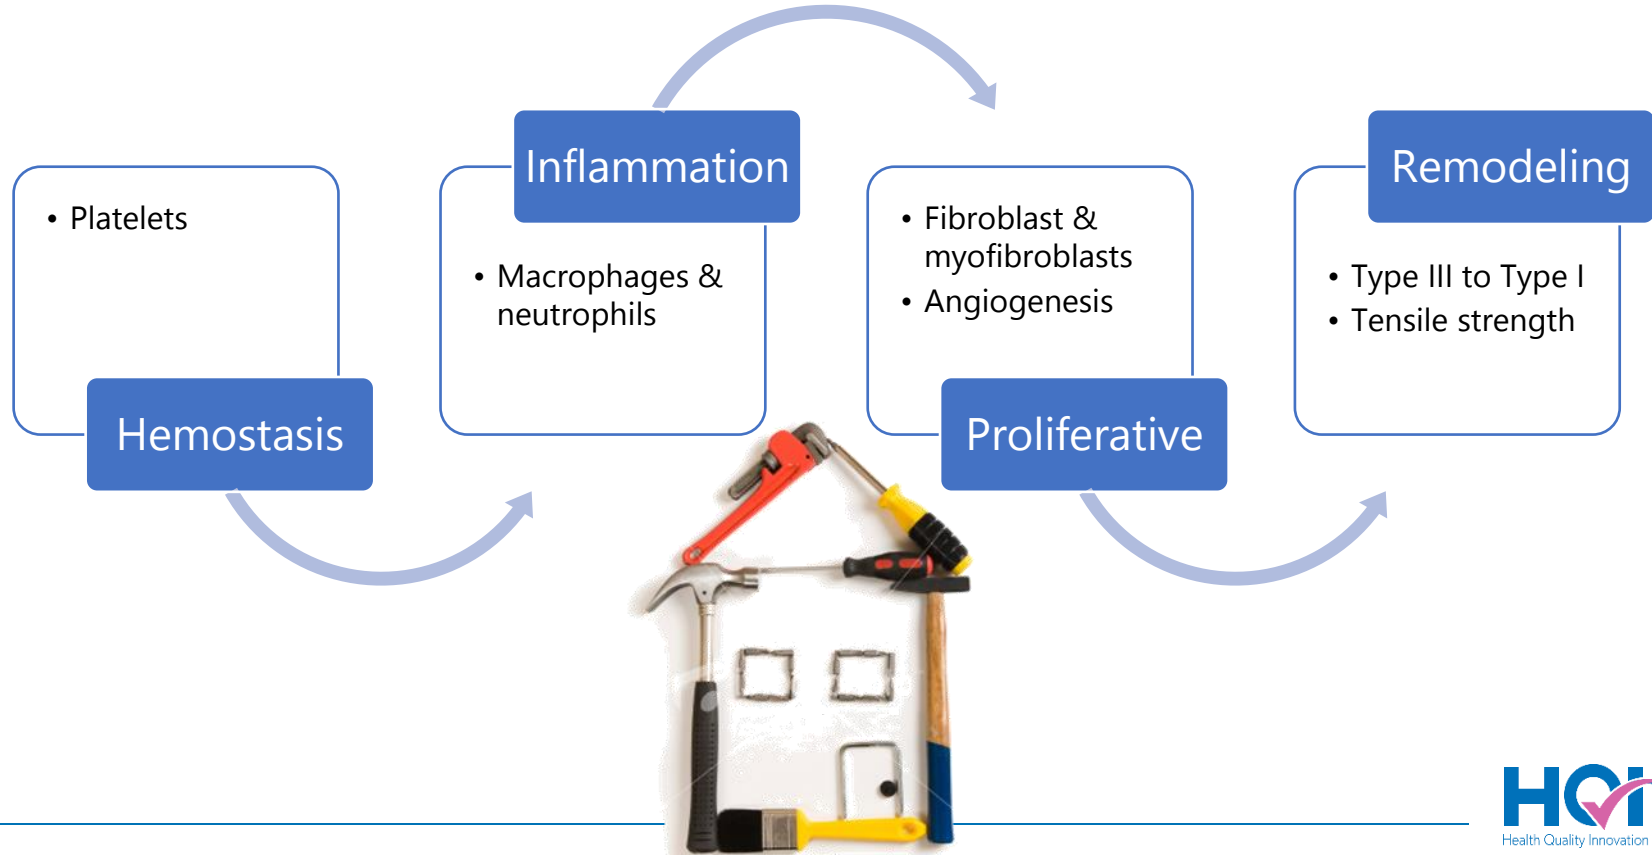 • Platelets
Hemostasis
Inflammation
• Macrophages &
neutrophils
• Fibroblast &
myofibroblasts
• Angiogenesis
Proliferative
Remodeling
• Type III to Type I
• Tensile strength
HQI
Health Quality Innovation